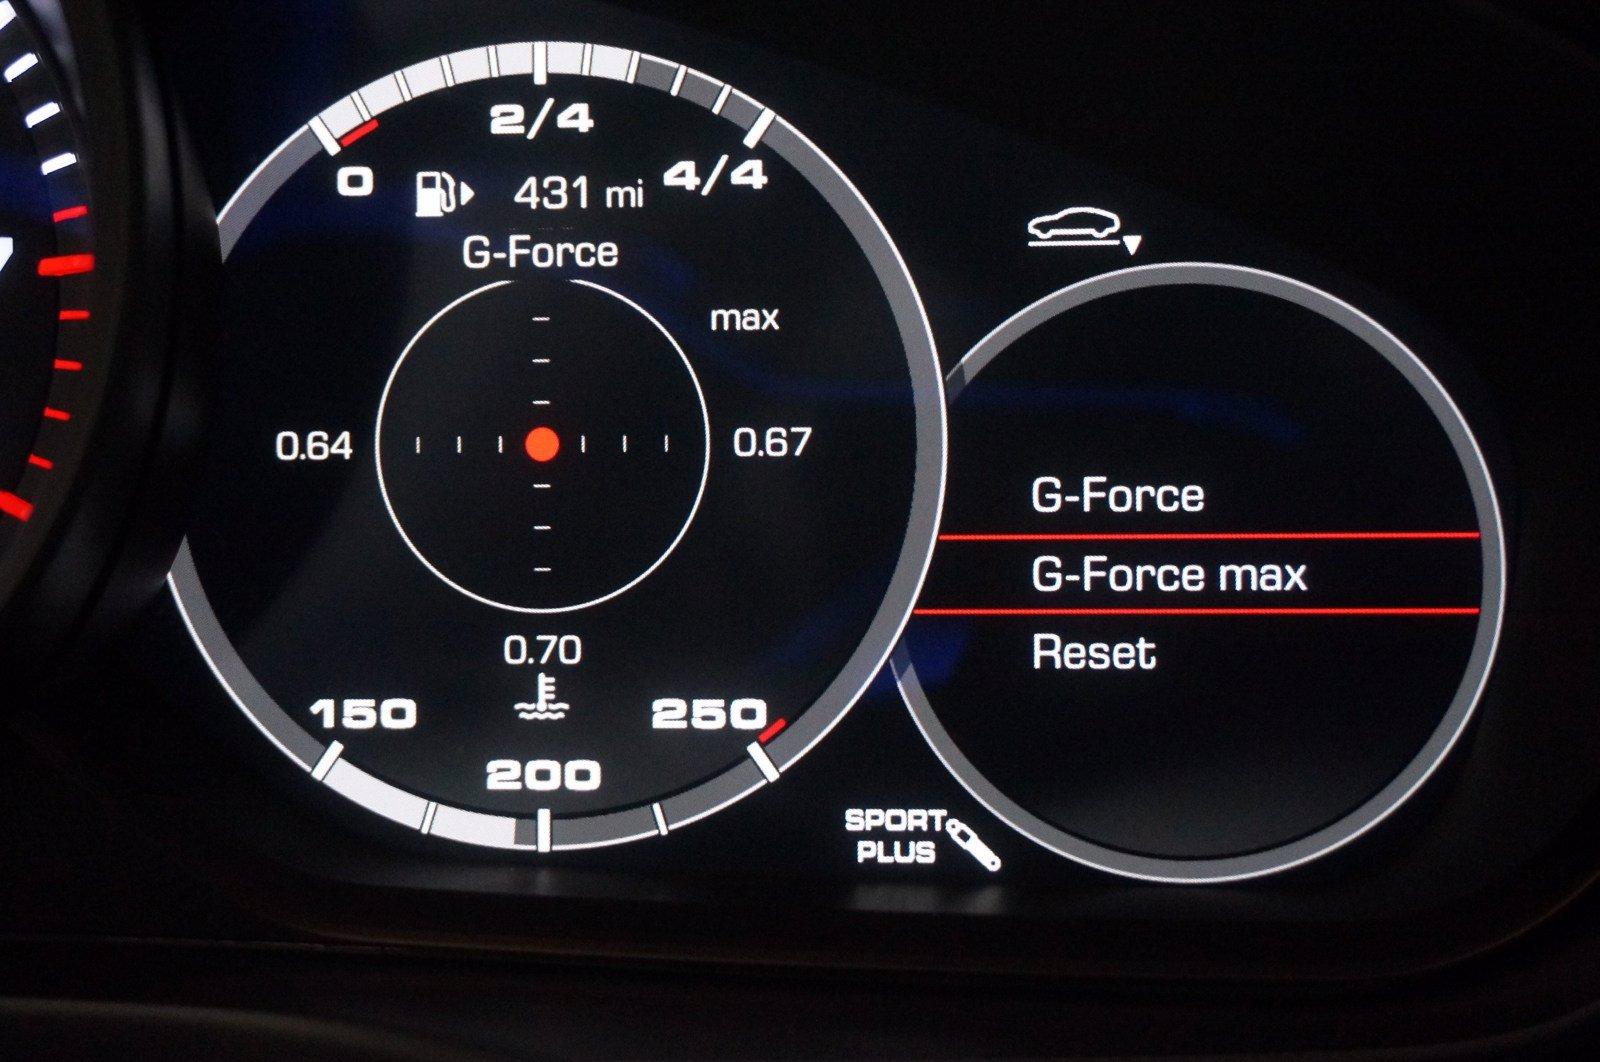 2/4
0
4/4
431 mi
G-Force
max
0.64
0.67
0.70
150
250
200
G-Force
G-Force max
Reset
SPORT
PLUS